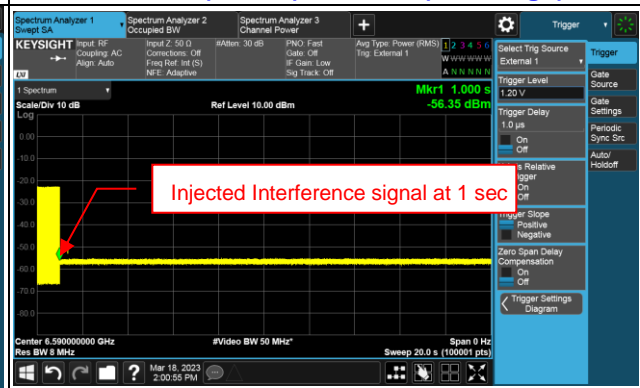 Spectrum Analyzer 1
Swept SA
Spectrum Analyzer 2
Occupied BW
Spectrum Analyzer 3
Channel Power
Trigger
KEYSIGHT
Input: RF
Coupling: AC
Align: Auto
Input Z: 50 Ω
Corrections: Off
Freq Ref: Int (S)
NFE: Adaptive
#Atten: 30 dB
PNO: Fast
Gate: Off
IF Gain: Low
Sig Track: Off
Avg Type: Power (RMS)
Trig: External 1
1 2 3 4 5 6
W W W W W W
A N N N N N
LXI
1 Spectrum
Scale/Div 10 dB
Log
Ref Level 10.00 dBm
Mkr1 1.000 s
-56.35 dBm
0.00
-10.0
-20.0
-30.0
-40.0
-50.0
-60.0
-70.0
-80.0
Injected Interference signal at 1 sec
Center 6.590000000 GHz
Res BW 8 MHz
#Video BW 50 MHz*
Span 0 Hz
Sweep 20.0 s (100001 pts)
Select Trig Source
External 1
Trigger Level
1.20 V
Trigger Delay
1.0 µs
On
Off
Relative
On
Off
Trigger Slope
Positive
Negative
Zero Span Delay
Compensation
On
Off
Trigger Settings
Diagram
Trigger
Gate
Source
Gate
Settings
Periodic
Sync Src
Auto/
Holdoff
?
Mar 18, 2023
2:00:55 PM